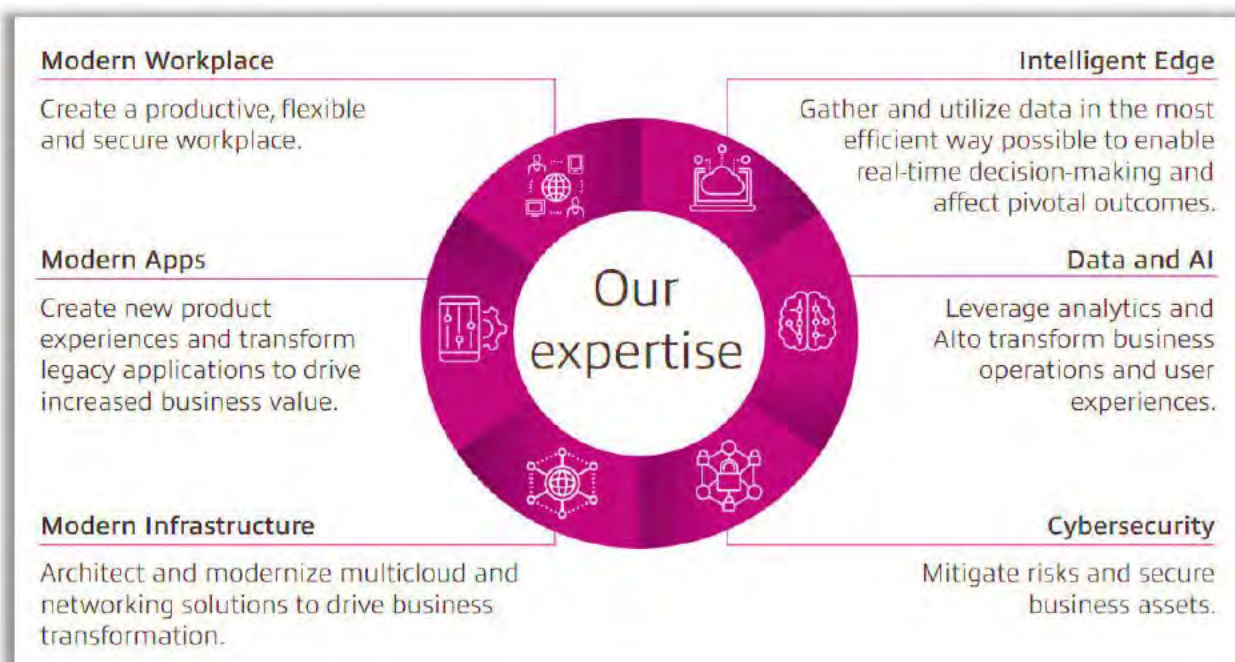 Modern Workplace
Create a productive, flexible
and secure workplace.
Modern Apps
Create new product
experiences and transform
legacy applications to drive
increased business value.
Modern Infrastructure
Architect and modernize multicloud and
networking solutions to drive business
transformation.
Our
expertise
Intelligent Edge
Gather and utilize data in the most
efficient way possible to enable
real-time decision-making and
affect pivotal outcomes.
Data and AI
Leverage analytics and
AIto transform business
operations and user
experiences.
Cybersecurity
Mitigate risks and secure
business assets.